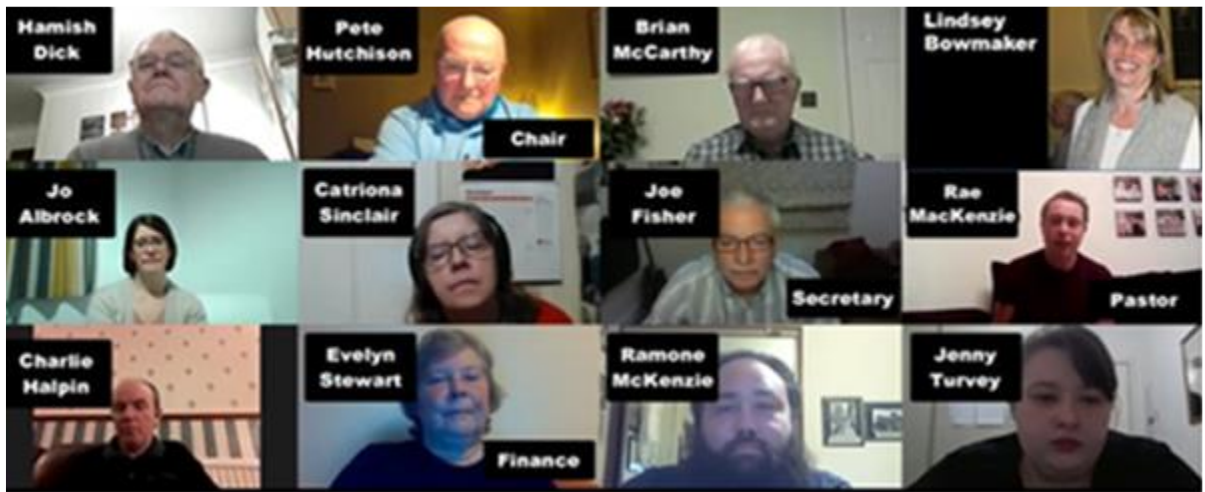 Hamish
Dick
Pete
Hutchison
Chair
Brian
McCarthy
Lindsey
Bowmaker
Jo
Albrock
Catriona
Sinclair
Joe
Fisher
Secretary
Rae
MacKenzie
Pastor
Charlie
Halpin
Evelyn
Stewart
Finance
Ramone
McKenzie
Jenny
Turvey